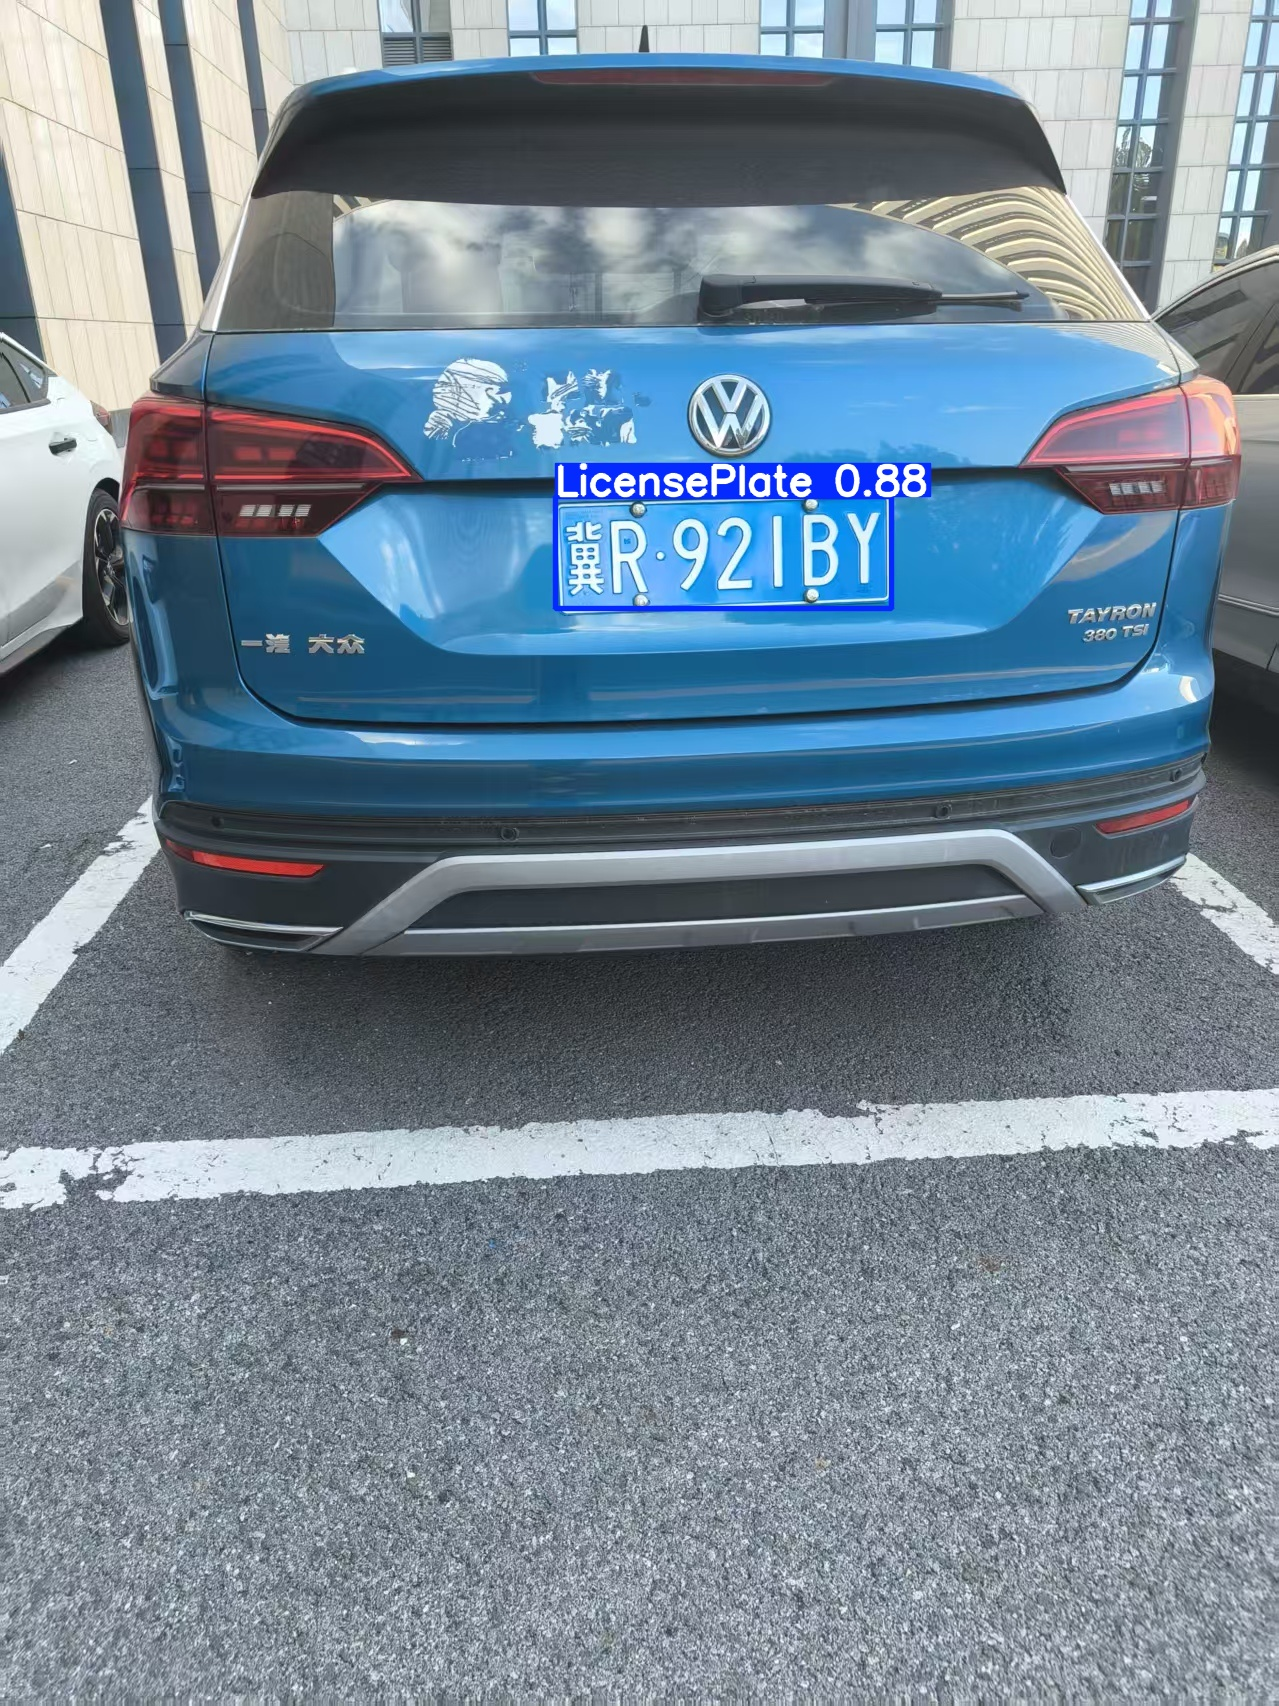 LicensePlate 0.88
冀R·921BY
一汽 大众
TAYRON
380 TSI